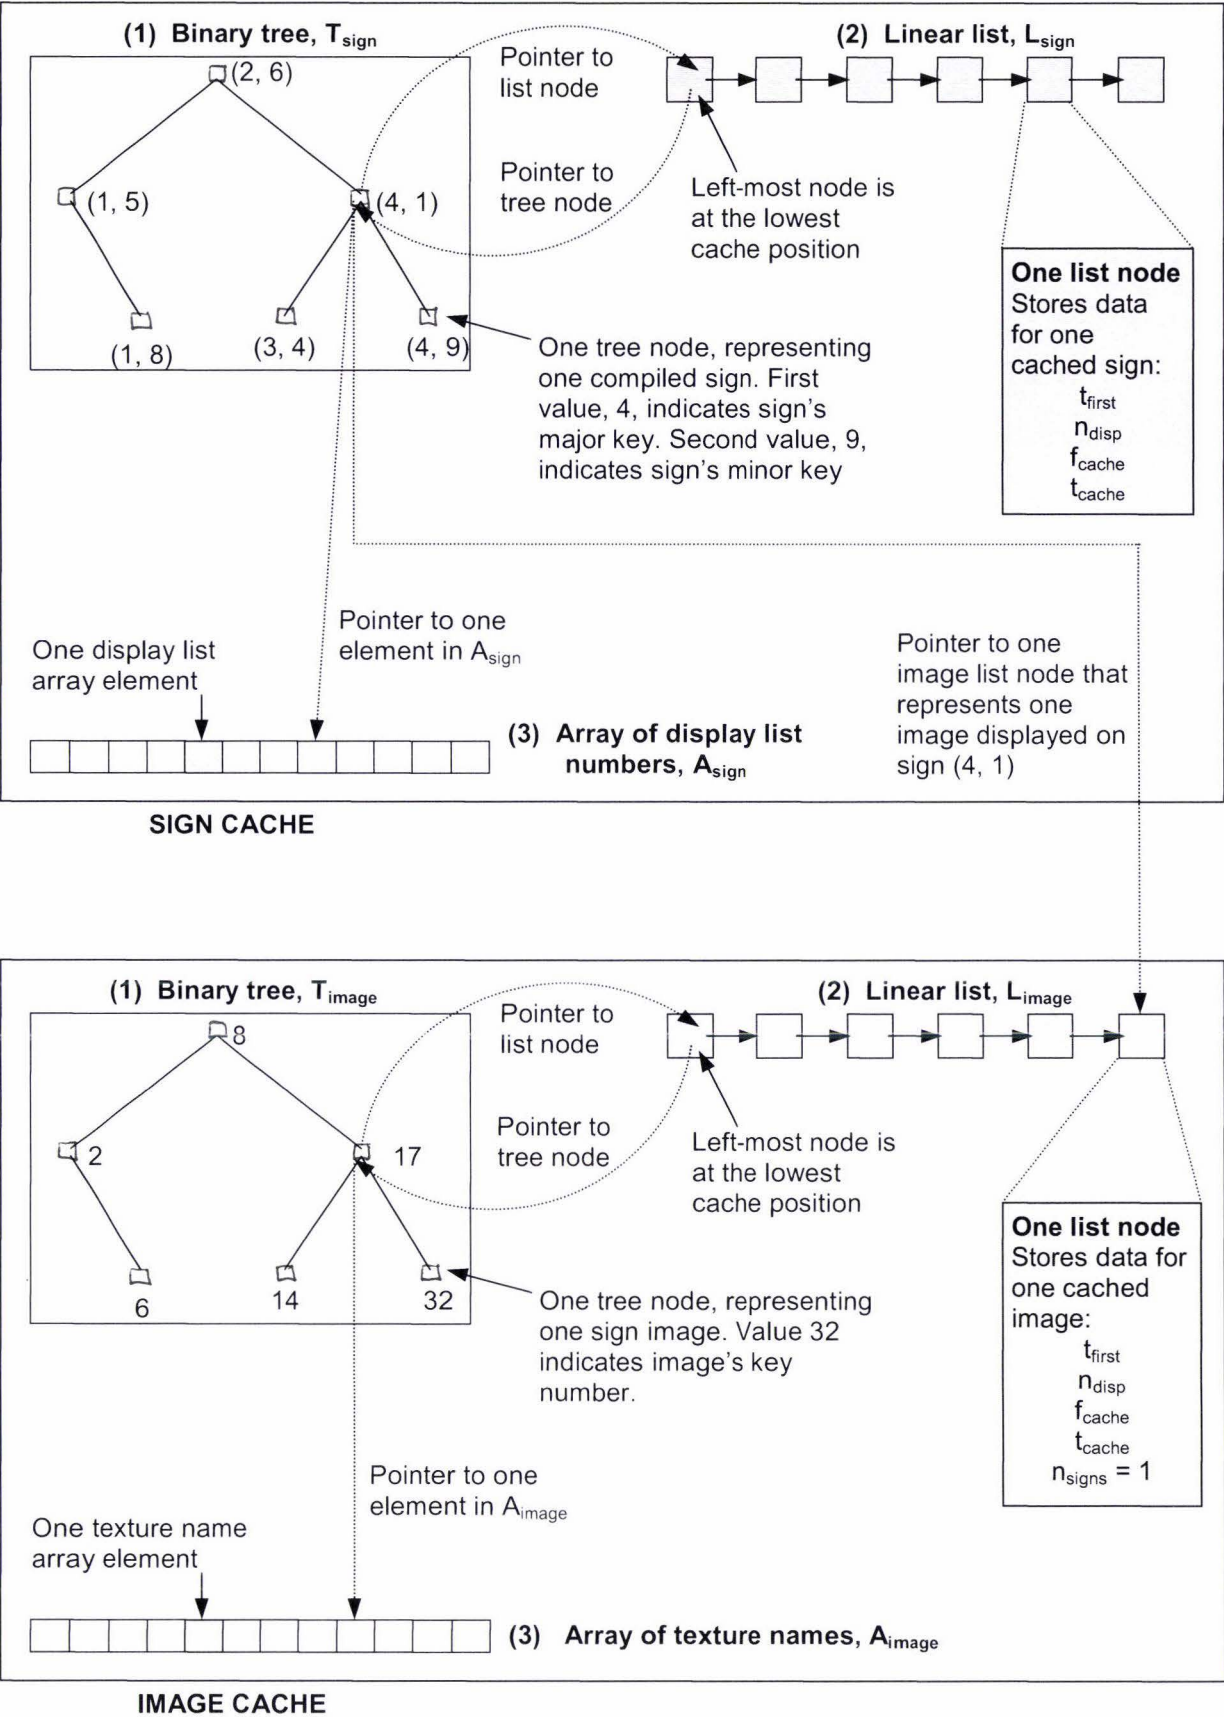 (1) Binary tree, Tsign
(2) Linear list, Lsign
Pointer to
list node
(2, 6)
(1, 5)
(4, 1)
(1, 8)
(3, 4)
(4, 9)
Pointer to
tree node
Left-most node is
at the lowest
cache position
One tree node, representing
one compiled sign. First
value, 4, indicates sign's
major key. Second value, 9,
indicates sign's minor key
One list node
Stores data
for one
cached sign:
tfirst
ndisp
fcache
tcache
Pointer to one
element in Asign
One display list
array element
(3) Array of display list
numbers, Asign
Pointer to one
image list node that
represents one
image displayed on
sign (4, 1)
SIGN CACHE
(1) Binary tree, Timage
(2) Linear list, Limage
Pointer to
list node
8
2
17
6
14
32
Pointer to
tree node
Left-most node is
at the lowest
cache position
One tree node, representing
one sign image. Value 32
indicates image's key
number.
One list node
Stores data for
one cached
image:
tfirst
ndisp
fcache
tcache
nsigns = 1
Pointer to one
element in Aimage
One texture name
array element
(3) Array of texture names, Aimage
IMAGE CACHE